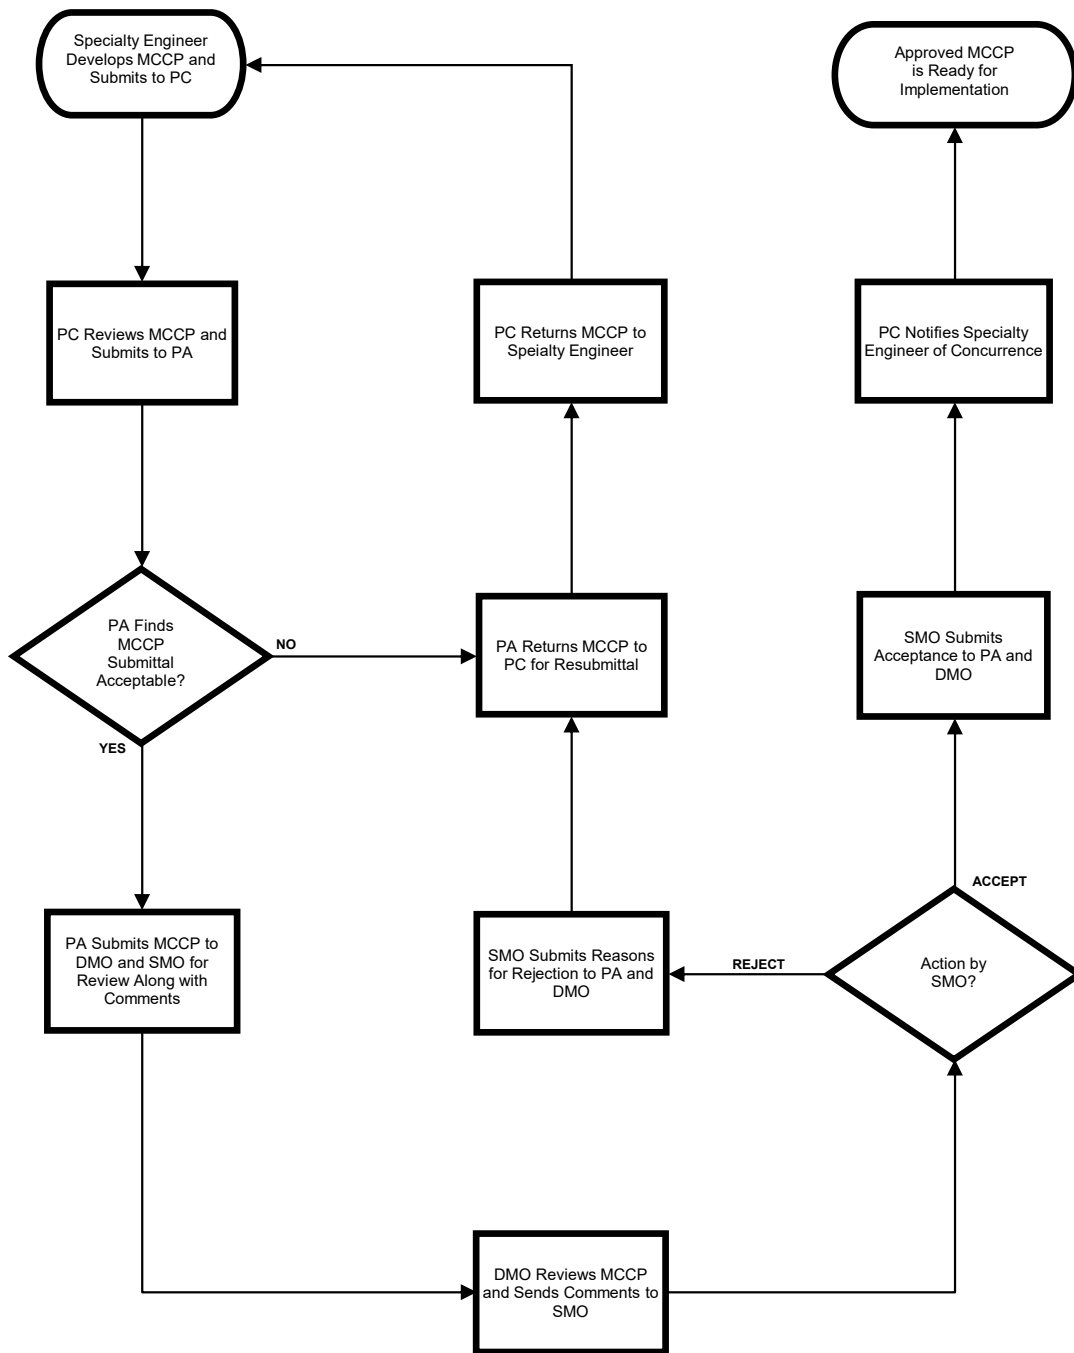 Specialty Engineer
Develops MCCP and
Submits to PC
Approved MCCP
is Ready for
Implementation
PC Reviews MCCP and
Submits to PA
PC Returns MCCP to
Speialty Engineer
PC Notifies Specialty
Engineer of Concurrence
PA Finds
MCCP
Submittal
Acceptable?
NO
YES
PA Returns MCCP to
PC for Resubmittal
SMO Submits
Acceptance to PA and
DMO
PA Submits MCCP to
DMO and SMO for
Review Along with
Comments
SMO Submits Reasons
for Rejection to PA and
DMO
REJECT
ACCEPT
Action by
SMO?
DMO Reviews MCCP
and Sends Comments to
SMO